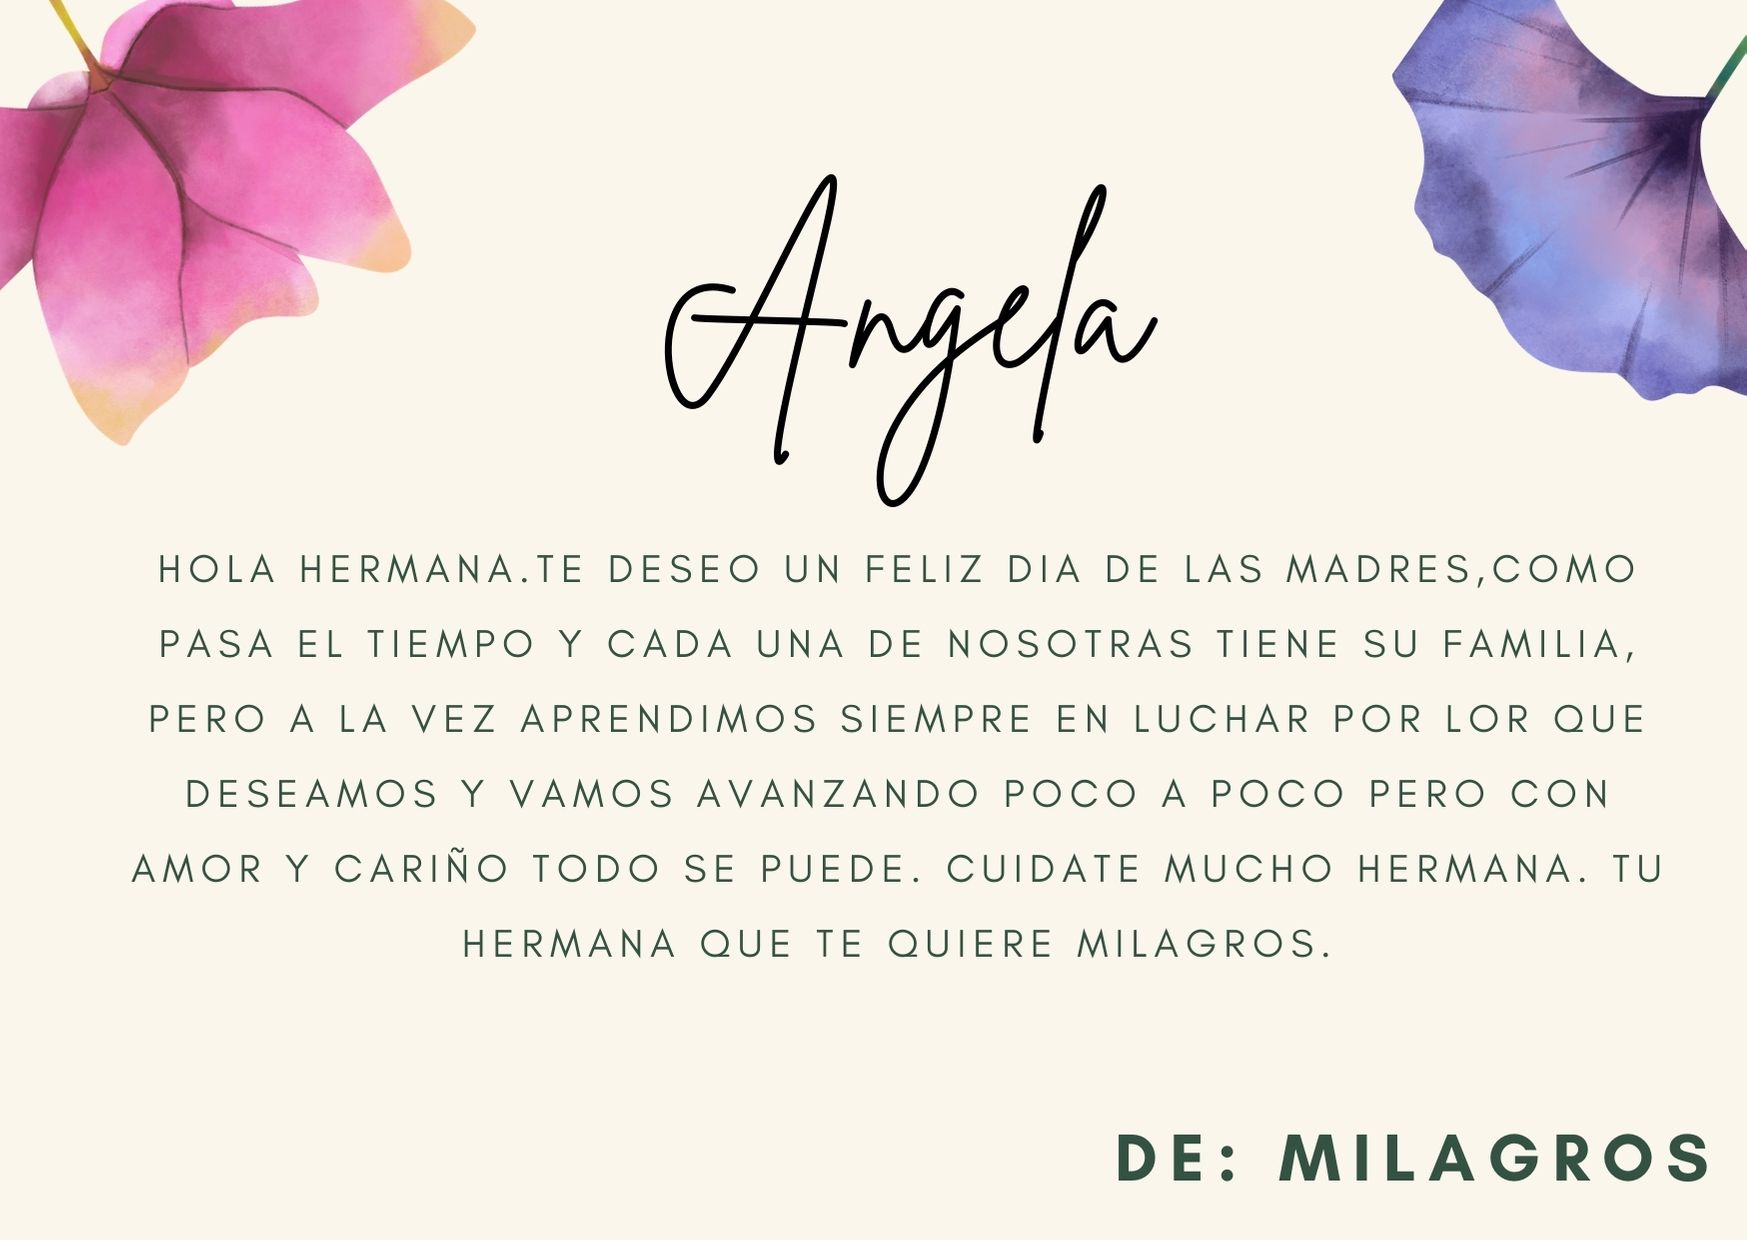 Angela
HOLA HERMANA.TE DESEO UN FELIZ DIA DE LAS MADRES,COMO
PASA EL TIEMPO Y CADA UNA DE NOSOTRAS TIENE SU FAMILIA,
PERO A LA VEZ APRENDIMOS SIEMPRE EN LUCHAR POR LOR QUE
DESEAMOS Y VAMOS AVANZANDO POCO A POCO PERO CON
AMOR Y CARIÑO TODO SE PUEDE. CUIDATE MUCHO HERMANA. TU
HERMANA QUE TE QUIERE MILAGROS.
DE: MILAGROS